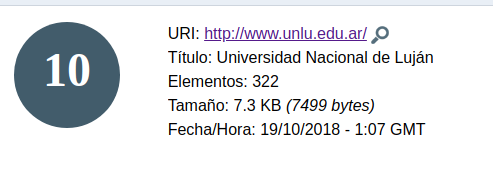 10
URI: http://www.unlu.edu.ar/
Título: Universidad Nacional de Luján
Elementos: 322
Tamaño: 7.3 KB (7499 bytes)
Fecha/Hora: 19/10/2018 - 1:07 GMT